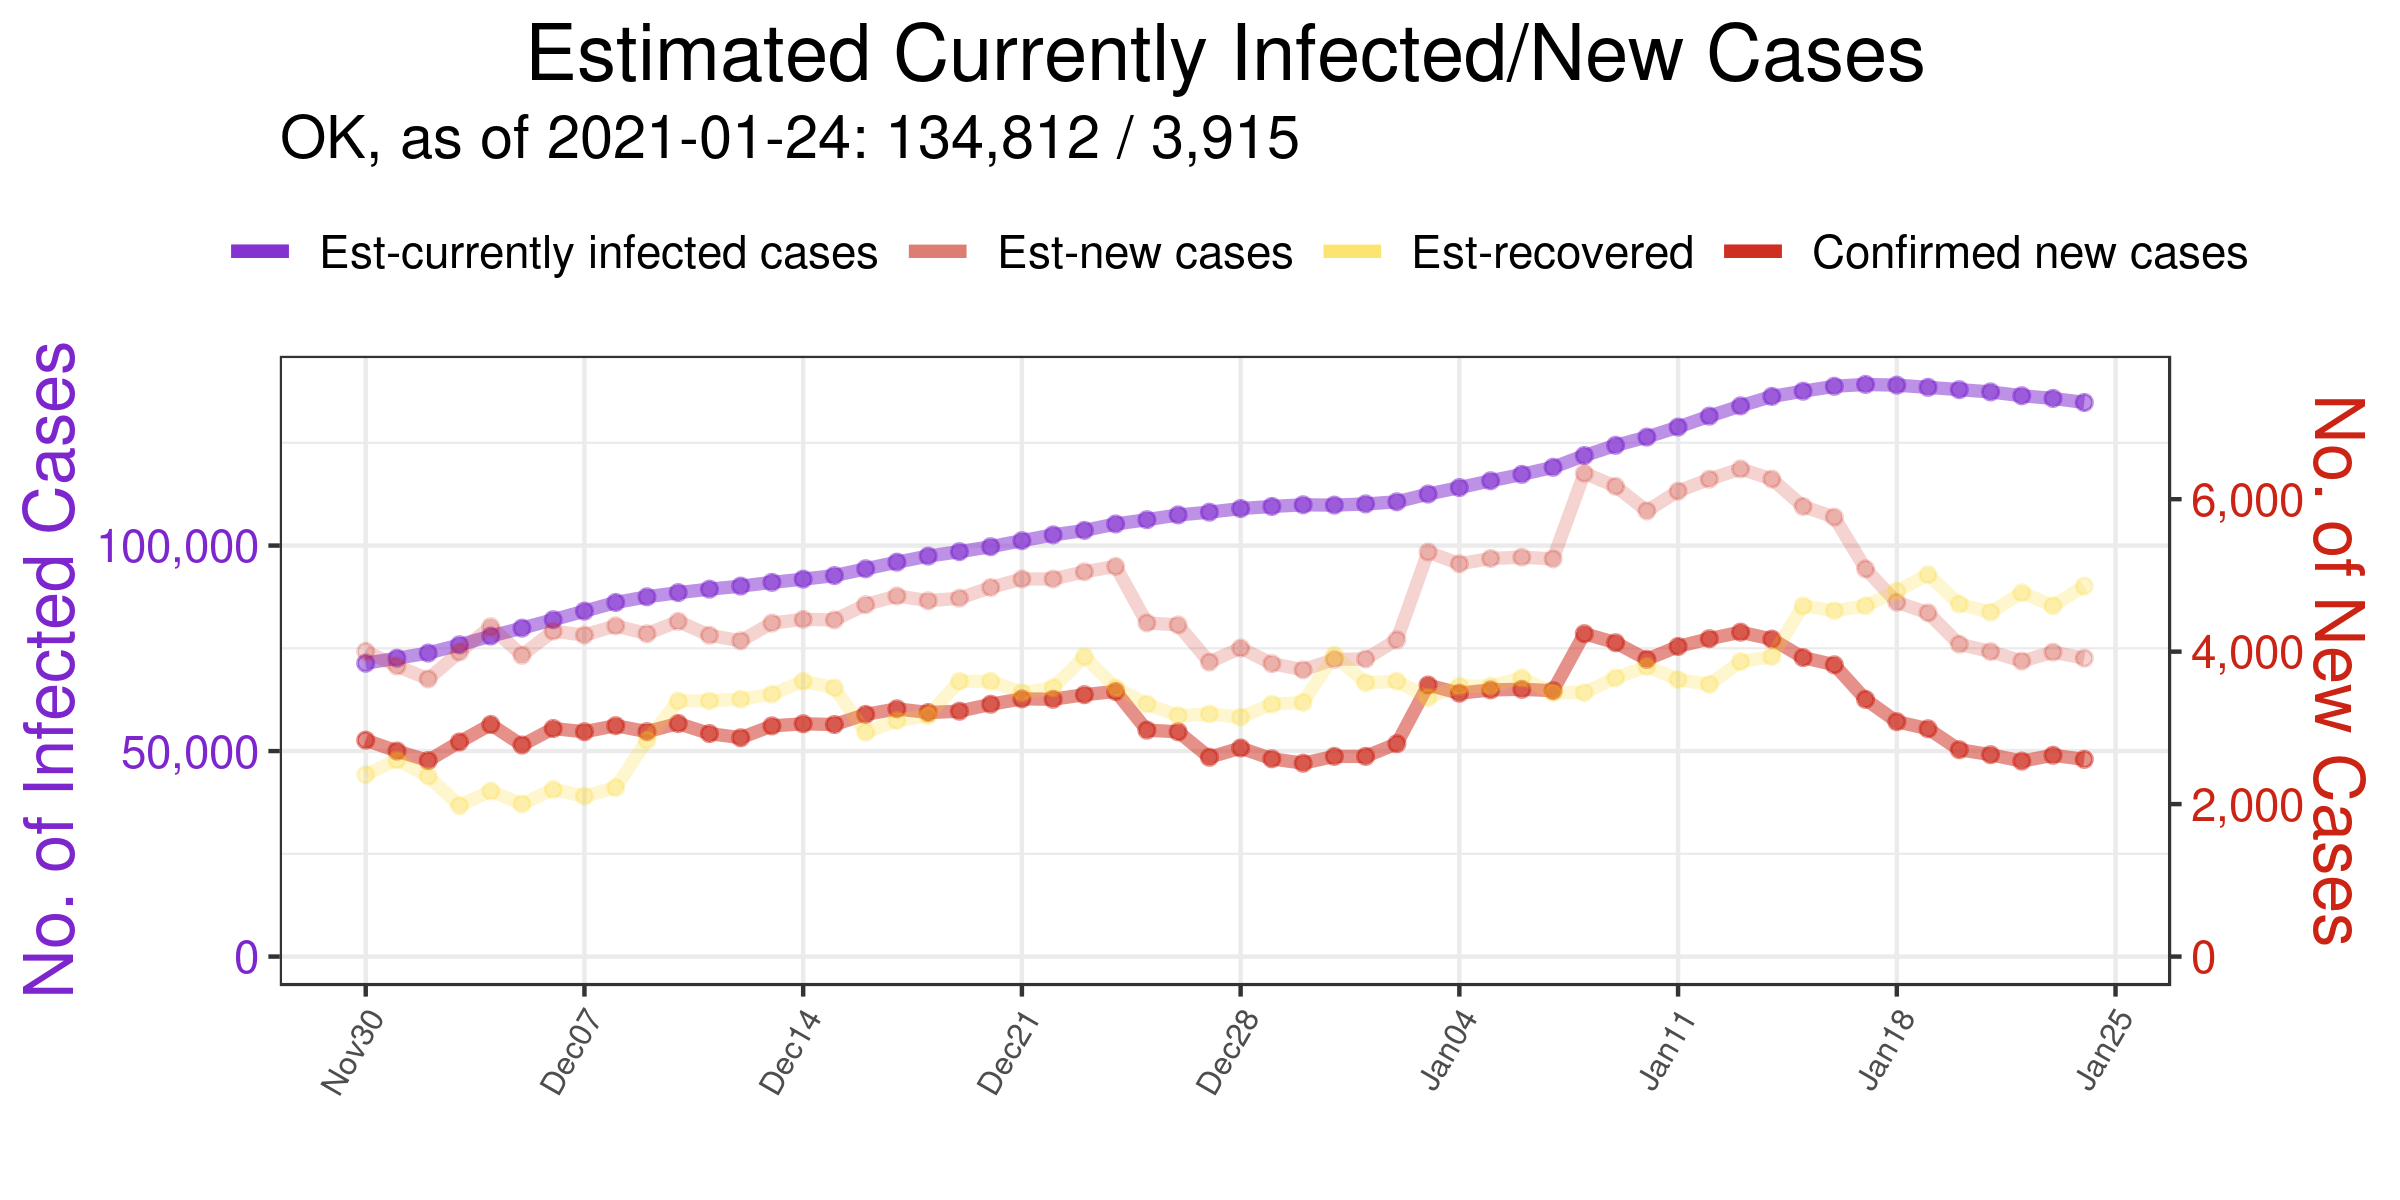 Estimated Currently Infected/New Cases
OK, as of 2021-01-24: 134,812 / 3,915
Est-currently infected cases Est-new cases Est-recovered Confirmed new cases
No. of Infected Cases
100,000
50,000
0
6,000
4,000
2,000
0
No. of New Cases
Nov30 Dec07 Dec14 Dec21 Dec28 Jan04 Jan11 Jan18 Jan25